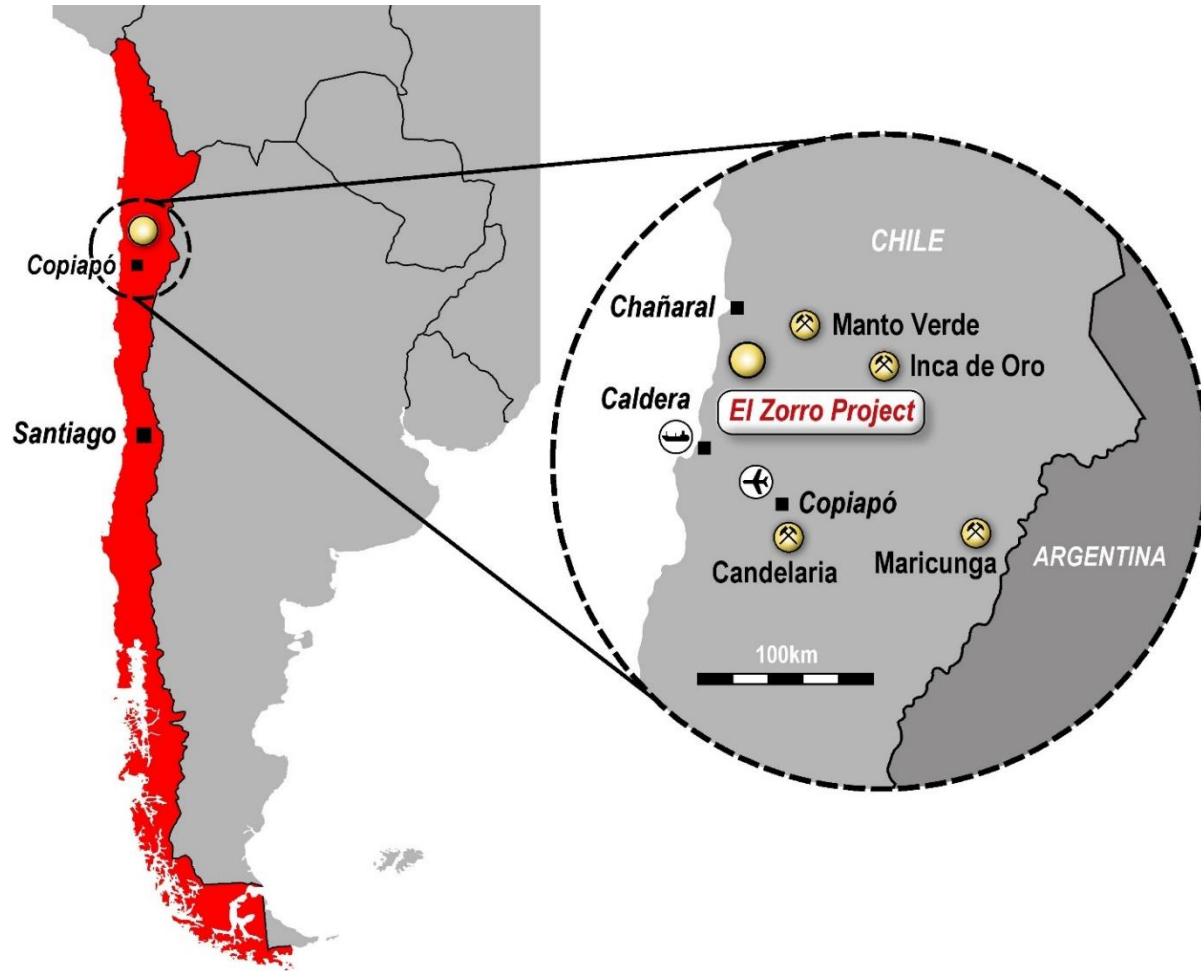 Copiapó
Santiago
CHILE
Chañaral
Manto Verde
Inca de Oro
Caldera
El Zorro Project
Copiapó
Candelaria
Maricunga
ARGENTINA
100km